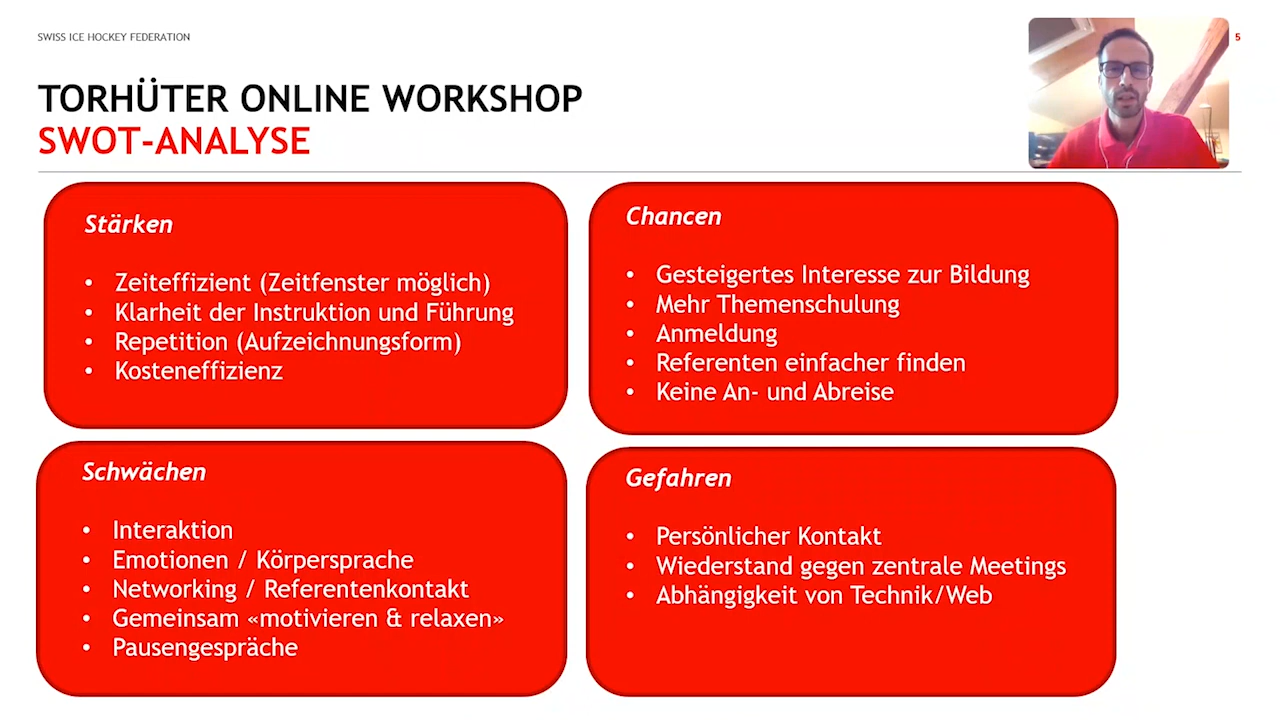 SWISS ICE HOCKEY FEDERATION
5
TORHÜTER ONLINE WORKSHOP
SWOT-ANALYSE
Stärken
• Zeiteffizient (Zeitfenster möglich)
• Klarheit der Instruktion und Führung
• Repetition (Aufzeichnungsform)
• Kosteneffizienz
Chancen
• Gesteigertes Interesse zur Bildung
• Mehr Themenschulung
• Anmeldung
• Referenten einfacher finden
• Keine An- und Abreise
Schwächen
• Interaktion
• Emotionen / Körpersprache
• Networking / Referentenkontakt
• Gemeinsam «motivieren & relaxen»
• Pausengespräche
Gefahren
• Persönlicher Kontakt
• Wiederstand gegen zentrale Meetings
• Abhängigkeit von Technik/Web